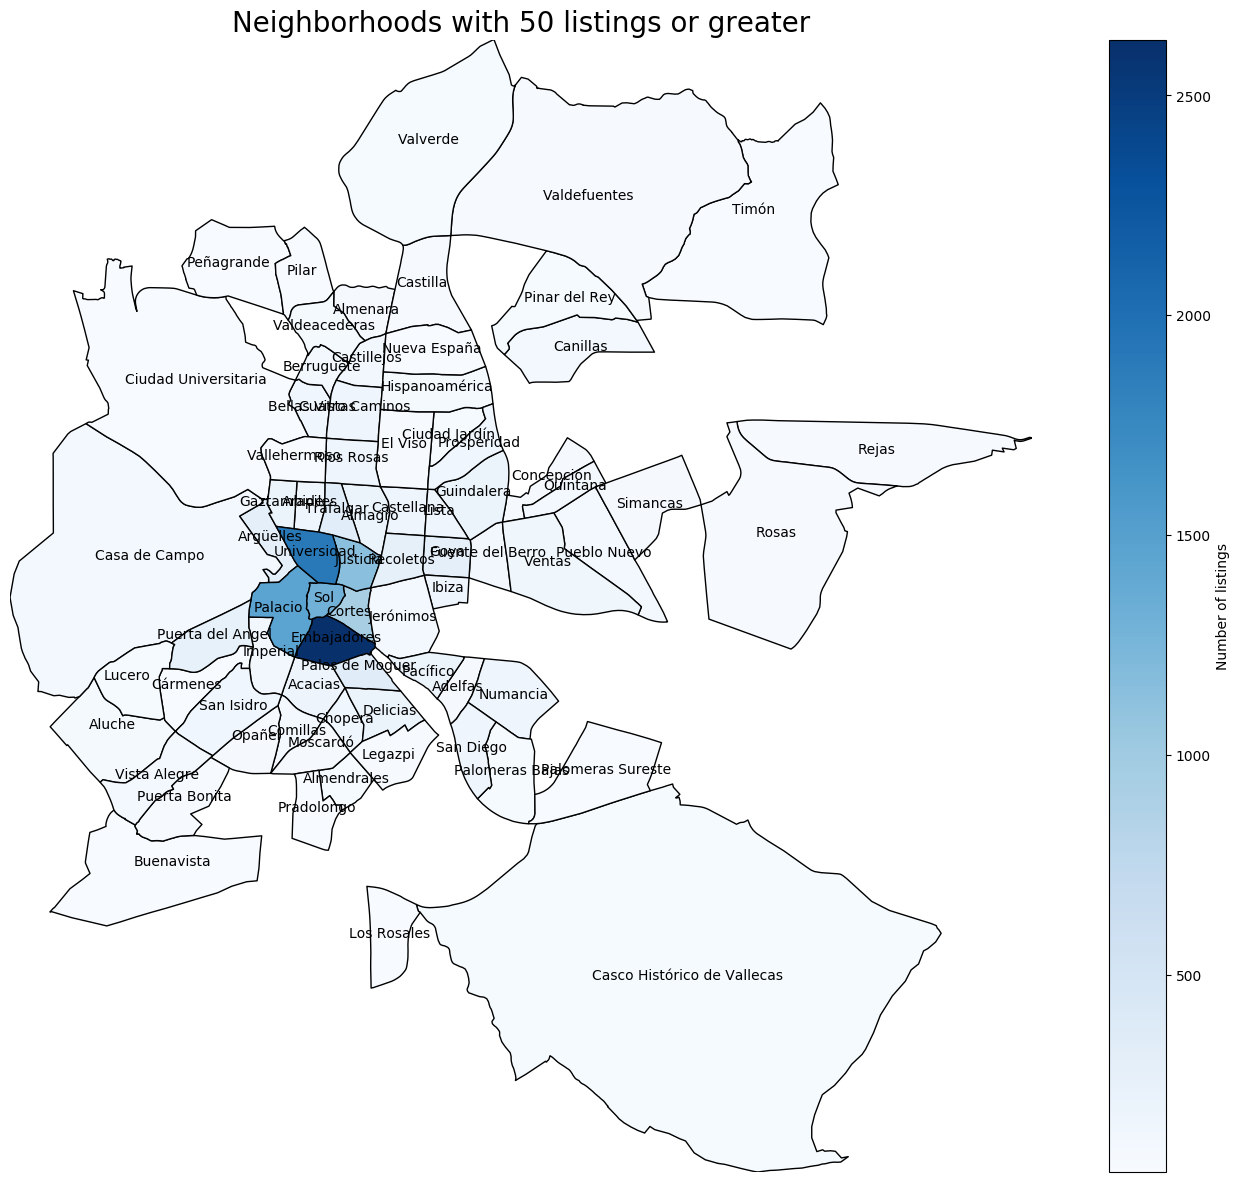 Neighborhoods with 50 listings or greater
Valverde
Valdefuentes
Timón
Peñagrande
Pilar
Castilla
Pinar del Rey
Almenara
Valdeacederas
Canillas
Nueva España
Castillejos
Berruguete
Ciudad Universitaria
Hispanoamérica
Bellas Vistas
Cuatro Caminos
Ciudad Jardín
El Viso
Prosperidad
Rejas
Vallehermoso
Ríos Rosas
Concepción
Quintana
Guindalera
Gaztambide
Arapiles
Simancas
Trafalgar
Castellana
Lista
Almagro
Rosas
Argüelles
Universidad
Goya
Fuente del Berro
Pueblo Nuevo
Casa de Campo
Justicia
Recoletos
Ventas
Ibiza
Sol
Palacio
Cortes
Jerónimos
Puerta del Angel
Embajadores
Imperial
Palos de Moguer
Pacífico
Lucero
Cármenes
Acacias
Adelfas
Numancia
San Isidro
Delicias
Chopera
Aluche
Comillas
Opañel
Moscardó
San Diego
Legazpi
Palomeras Bajas
Palomeras Sureste
Vista Alegre
Almendrales
Puerta Bonita
Pradolongo
Buenavista
Los Rosales
Casco Histórico de Vallecas
2500
2000
1500
1000
500
Number of listings